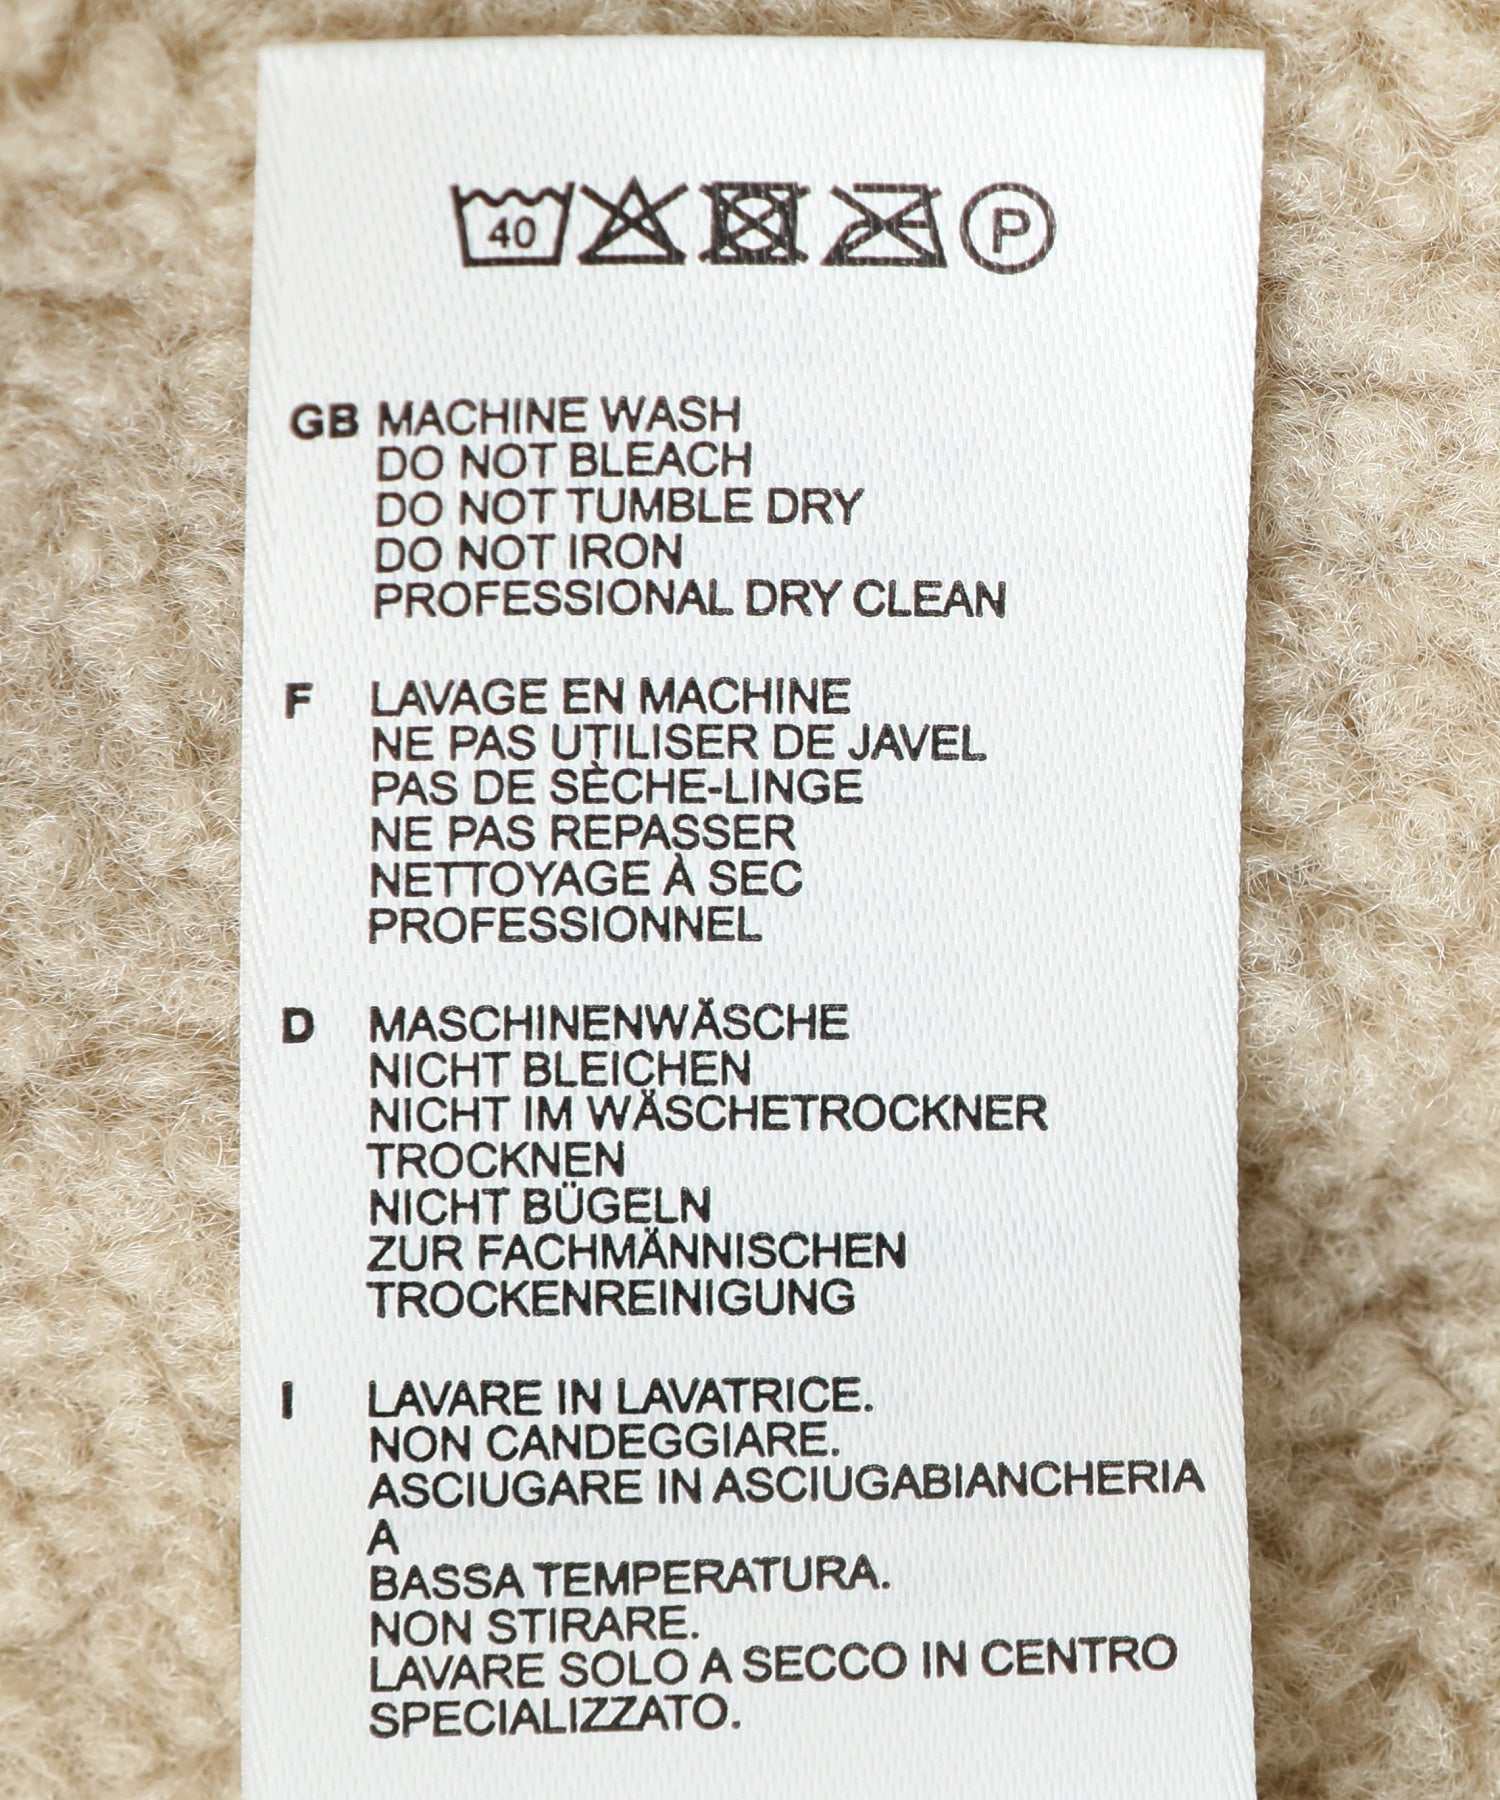 40 P
GB MACHINE WASH
DO NOT BLEACH
DO NOT TUMBLE DRY
DO NOT IRON
PROFESSIONAL DRY CLEAN
F LAVAGE EN MACHINE
NE PAS UTILISER DE JAVEL
PAS DE SÈCHE-LINGE
NE PAS REPASSER
NETTOYAGE À SEC
PROFESSIONNEL
D MASCHINENWÄSCHE
NICHT BLEICHEN
NICHT IM WÄSCHETROCKNER
TROCKNEN
NICHT BÜGELN
ZUR FACHMÄNNISCHEN
TROCKENREINIGUNG
I LAVARE IN LAVATRICE.
NON CANDEGGIARE.
ASCIUGARE IN ASCIUGABIANCHERIA
A
BASSA TEMPERATURA.
NON STIRARE.
LAVARE SOLO A SECCO IN CENTRO
SPECIALIZZATO.